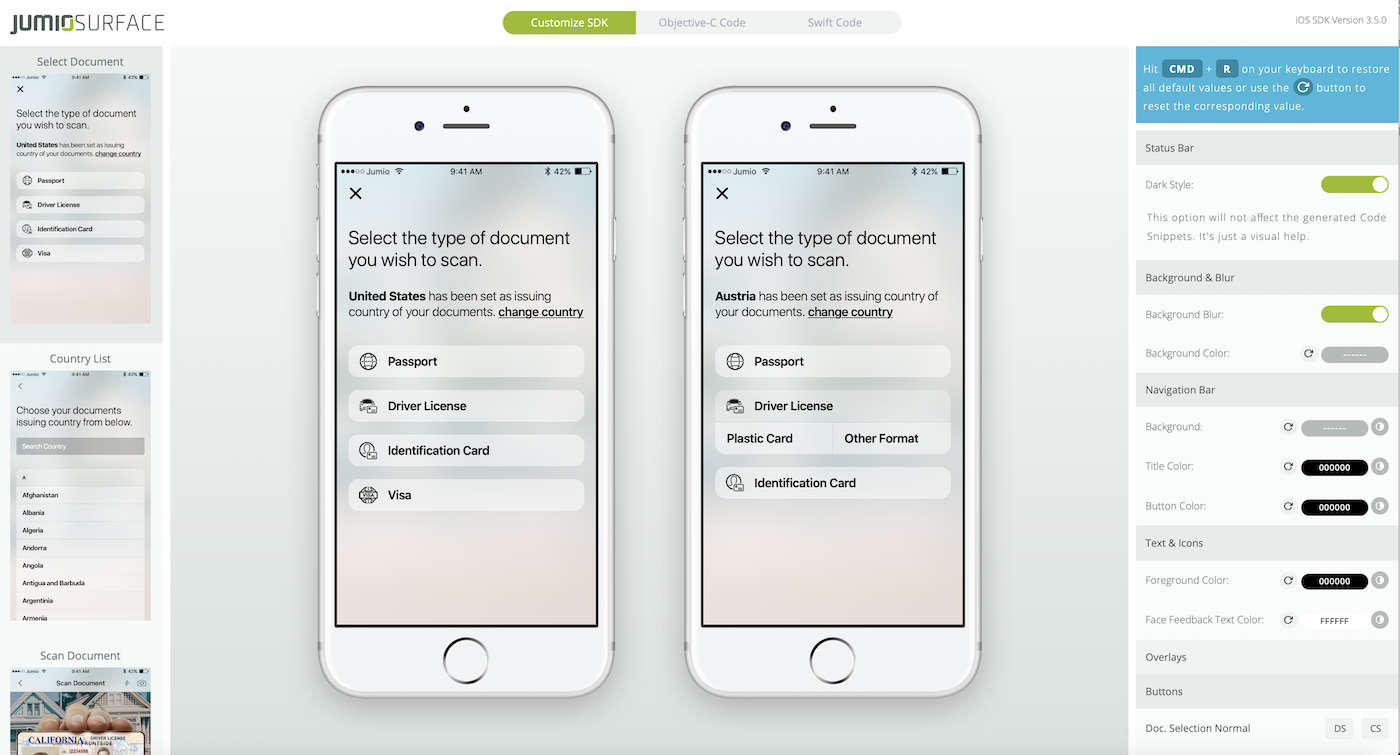 JUMIO SURFACE
Customize SDK
Objective-C Code
Swift Code
iOS SDK Version 3.5.0
Select Document
Jumio
9:41 AM
42%
Select the type of document
you wish to scan.
United States has been set as issuing
country of your documents. change country
Passport
Driver License
Identification Card
Visa
Country List
Jumio
9:41 AM
42%
Choose your documents
issuing country from below.
Search Country
A
Afghanistan
Albania
Algeria
Andorra
Angola
Antigua and Barbuda
Argentinia
Armenia
Scan Document
Jumio
9:41 AM
42%
Scan Document
CALIFORNIA DRIVER LICENSE
FRONTSIDE
Jumio
9:41 AM
42%
Select the type of document
you wish to scan.
United States has been set as issuing
country of your documents. change country
Passport
Driver License
Identification Card
VISA
Visa
Jumio
9:41 AM
42%
Select the type of document
you wish to scan.
Austria has been set as issuing country of
your documents. change country
Passport
Driver License
Plastic Card
Other Format
Identification Card
Hit CMD + R on your keyboard to restore
all default values or use the button to
reset the corresponding value.
Status Bar
Dark Style:
This option will not affect the generated Code
Snippets. It's just a visual help.
Background & Blur
Background Blur:
Background Color:
------
Navigation Bar
Background:
------
Title Color:
000000
Button Color:
000000
Text & Icons
Foreground Color:
000000
Face Feedback Text Color:
FFFFFF
Overlays
Buttons
Doc. Selection Normal
DS
CS